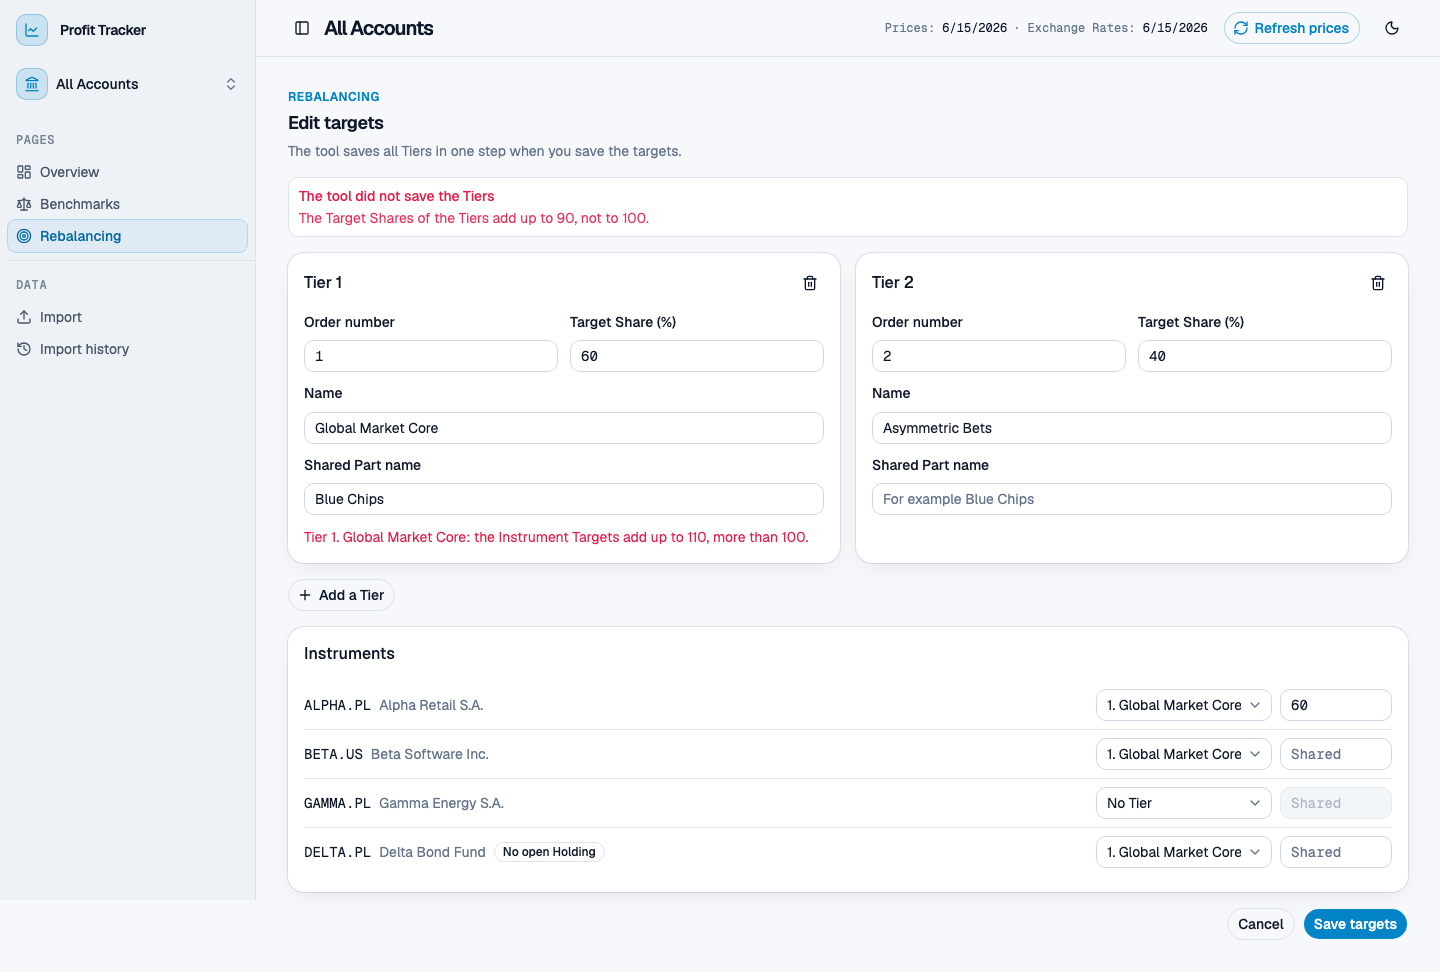 Profit Tracker
All Accounts
PAGES
Overview
Benchmarks
Rebalancing
DATA
Import
Import history
All Accounts
Prices: 6/15/2026 · Exchange Rates: 6/15/2026
Refresh prices
REBALANCING
Edit targets
The tool saves all Tiers in one step when you save the targets.
The tool did not save the Tiers
The Target Shares of the Tiers add up to 90, not to 100.
Tier 1
Order number
Target Share (%)
1
60
Name
Global Market Core
Shared Part name
Blue Chips
Tier 1. Global Market Core: the Instrument Targets add up to 110, more than 100.
Tier 2
Order number
Target Share (%)
2
40
Name
Asymmetric Bets
Shared Part name
For example Blue Chips
Add a Tier
Instruments
ALPHA.PL Alpha Retail S.A.
1. Global Market Core
60
BETA.US Beta Software Inc.
1. Global Market Core
Shared
GAMMA.PL Gamma Energy S.A.
No Tier
Shared
DELTA.PL Delta Bond Fund No open Holding
1. Global Market Core
Shared
Cancel
Save targets